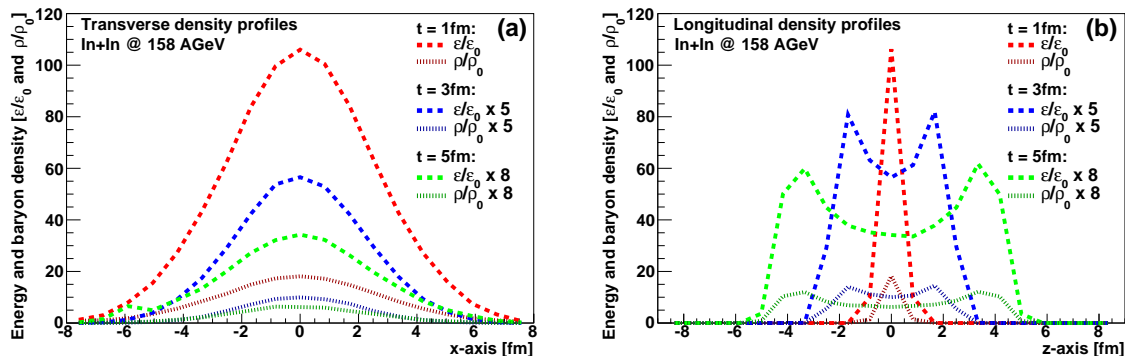 Energy and baryon density [ε/ε₀ and ρ/ρ₀]
120
100
80
60
40
20
0
Transverse density profiles
In+In @ 158 AGeV
t = 1fm:
ε/ε₀
ρ/ρ₀
(a)
t = 3fm:
ε/ε₀ x 5
ρ/ρ₀ x 5
t = 5fm:
ε/ε₀ x 8
ρ/ρ₀ x 8
-8 -6 -4 -2 0 2 4 6 8
x-axis [fm]
Energy and baryon density [ε/ε₀ and ρ/ρ₀]
120
100
80
60
40
20
0
Longitudinal density profiles
In+In @ 158 AGeV
t = 1fm:
ε/ε₀
ρ/ρ₀
(b)
t = 3fm:
ε/ε₀ x 5
ρ/ρ₀ x 5
t = 5fm:
ε/ε₀ x 8
ρ/ρ₀ x 8
-8 -6 -4 -2 0 2 4 6 8
z-axis [fm]